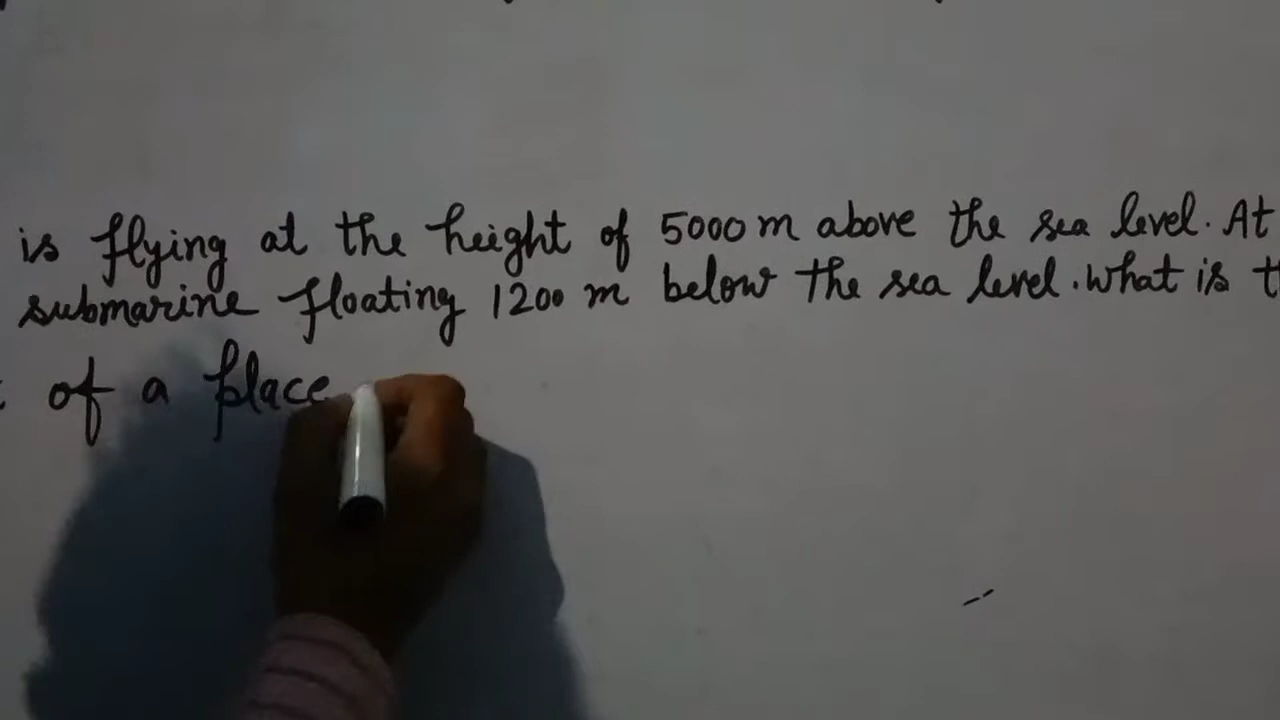 is flying at the height of 5000 m above the sea level. At
submarine floating 1200 m below the sea level. what is
of a place